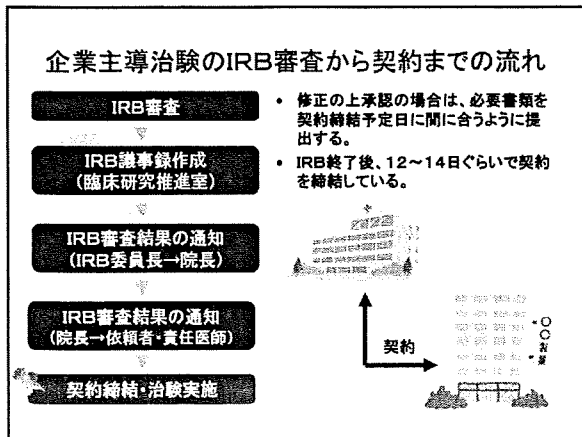 企業主導治験のIRB審査から契約までの流れ
IRB審査
IRB議事録作成
(臨床研究推進室)
IRB審査結果の通知
(IRB委員長→院長)
IRB審査結果の通知
(院長→依頼者・責任医師)
契約締結・治験実施
• 修正の上承認の場合は、必要書類を
契約締結予定日に間に合うように提
出する。
• IRB終了後、12～14日ぐらいで契約
を締結している。
契約